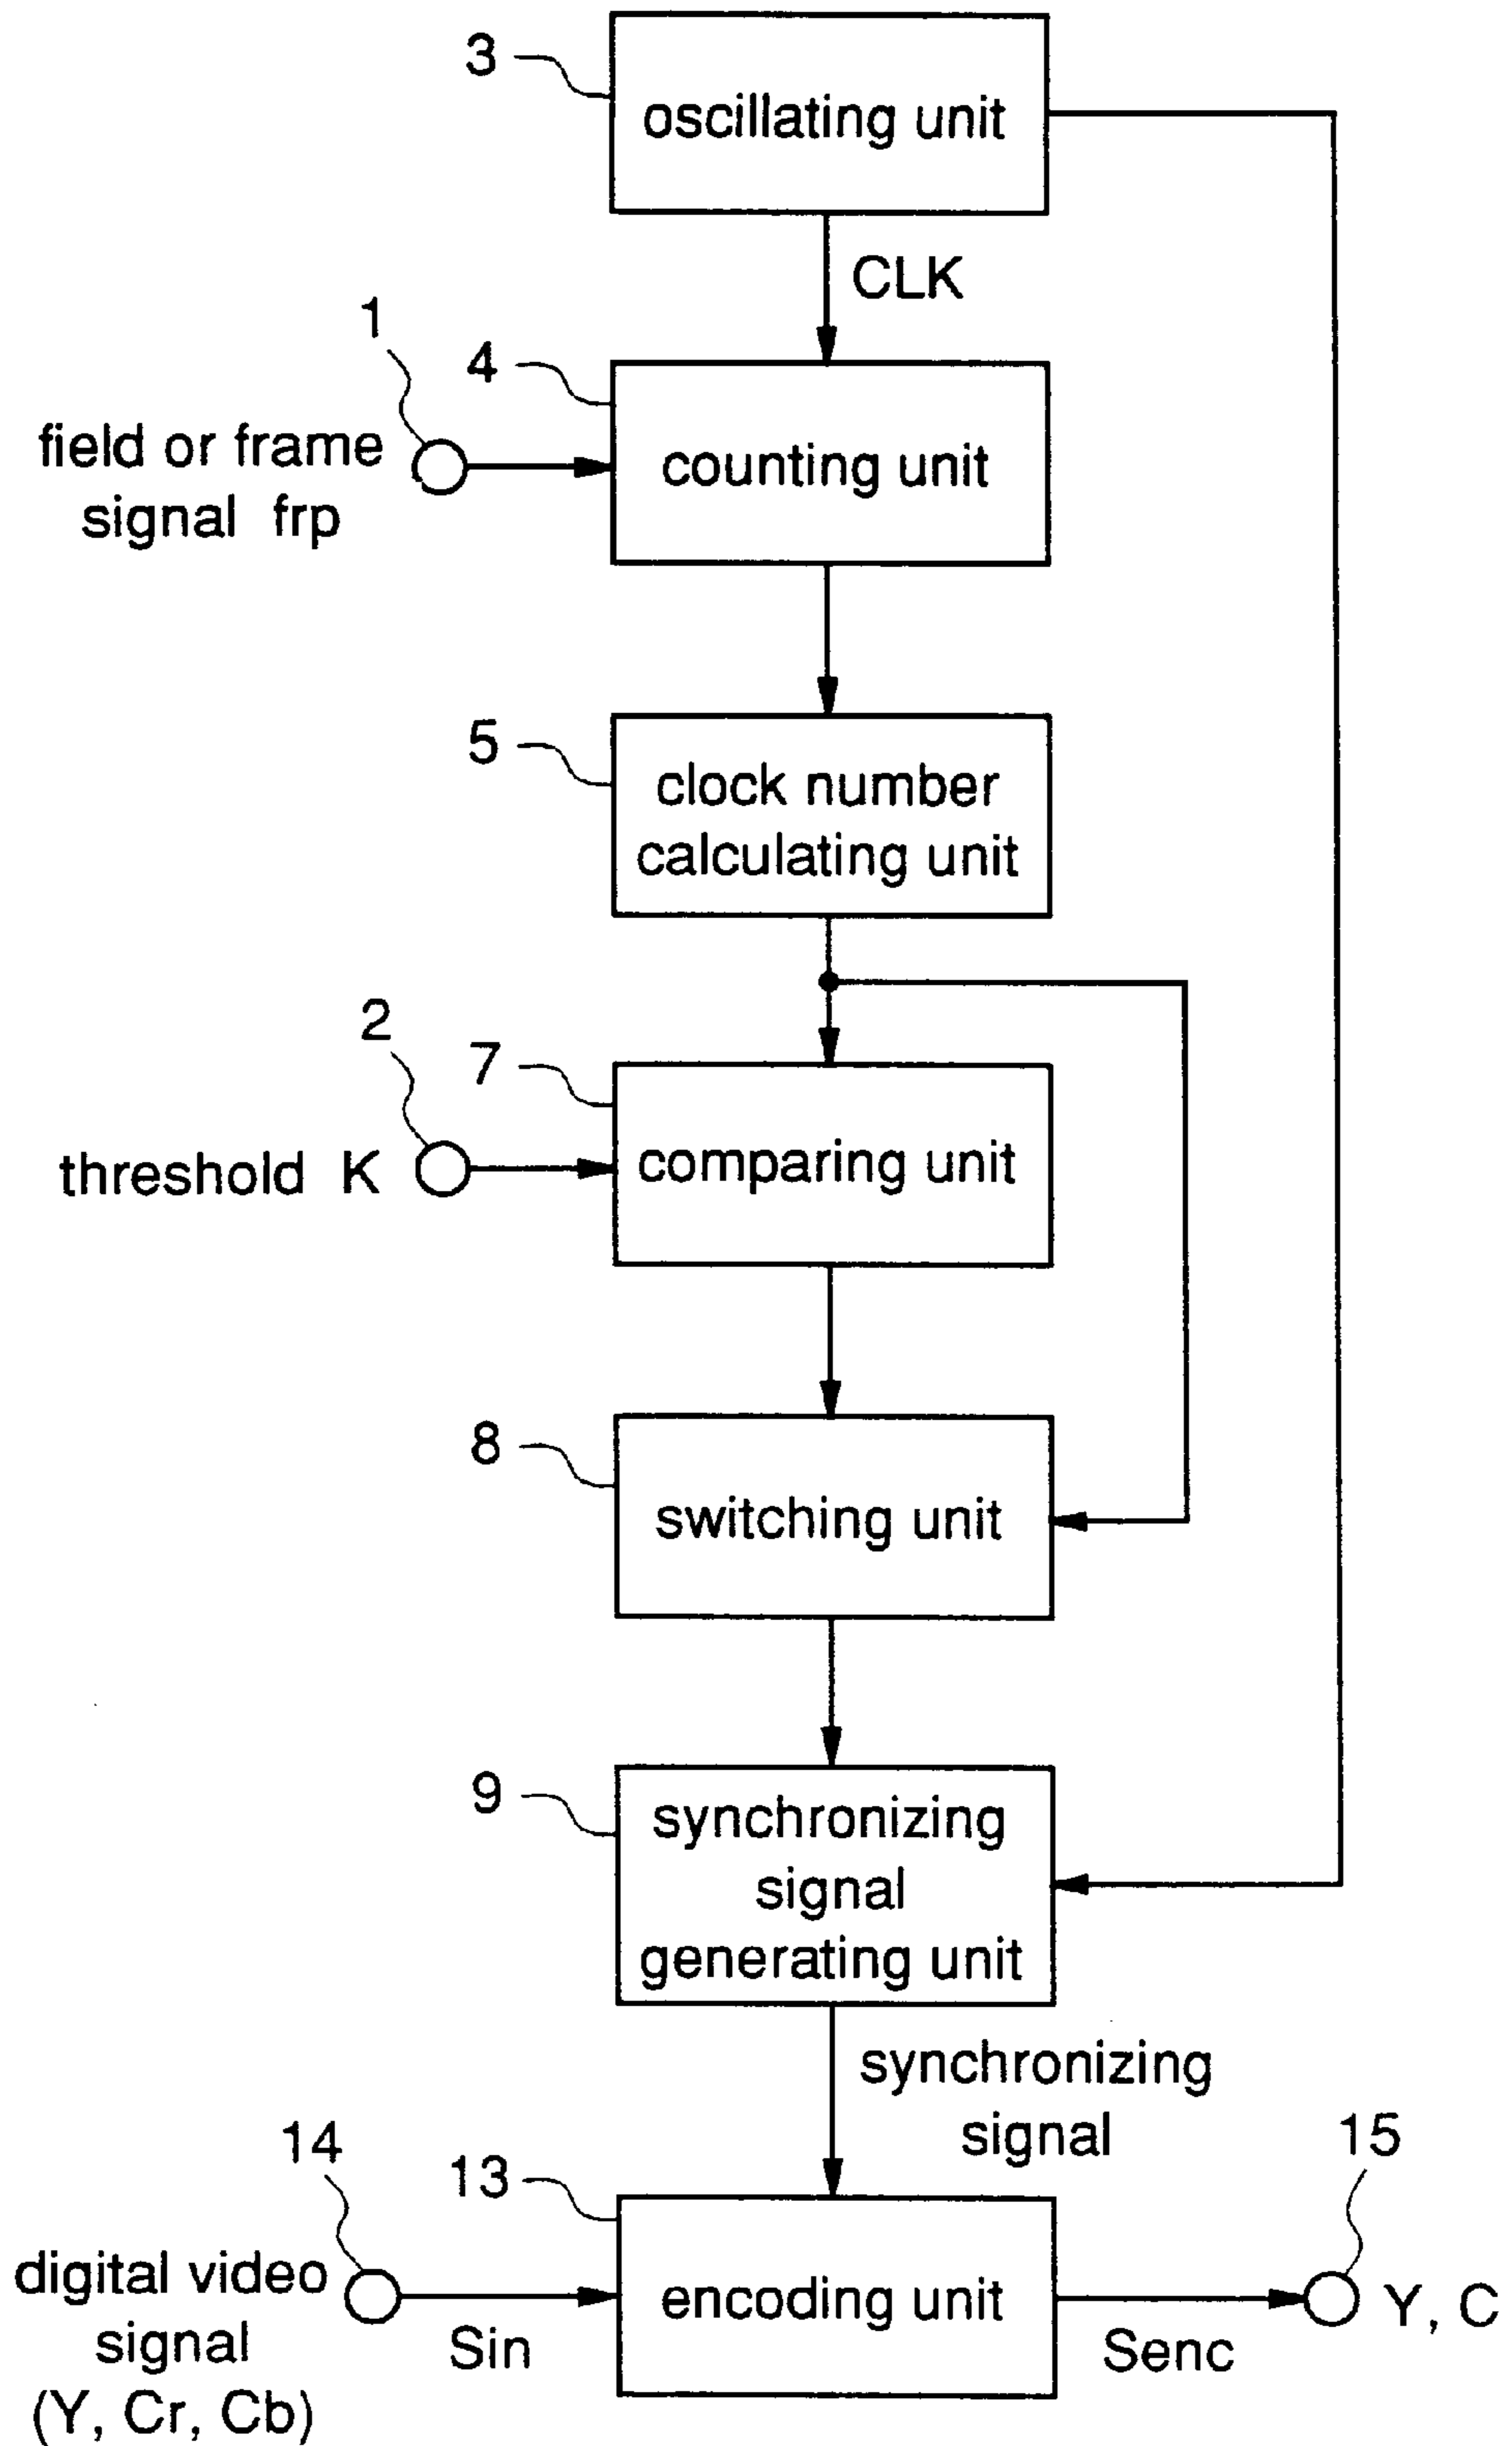 3
oscillating unit
CLK
1
4
field or frame
signal frp
counting unit
5
clock number
calculating unit
2
7
threshold K
comparing unit
8
switching unit
9
synchronizing
signal
generating unit
synchronizing
signal
14
13
15
digital video
signal
(Y, Cr, Cb)
Sin
encoding unit
Senc
Y, C